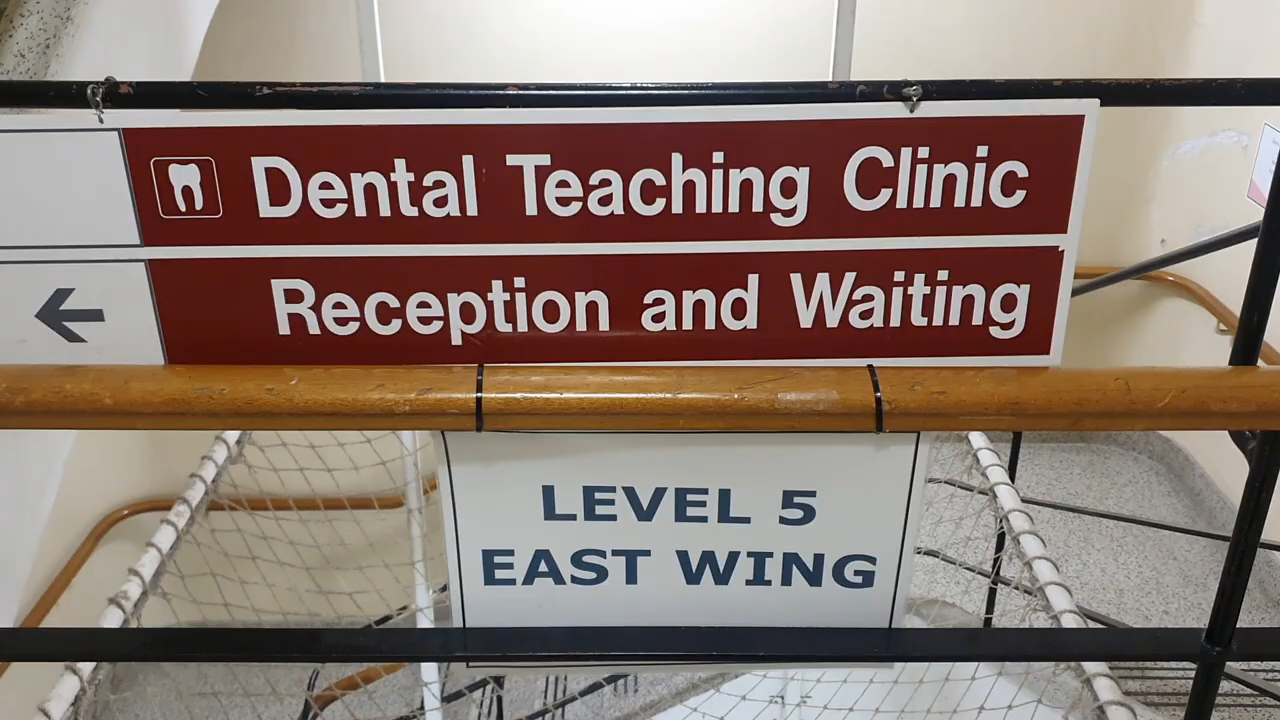 Dental Teaching Clinic
Reception and Waiting
LEVEL 5
EAST WING